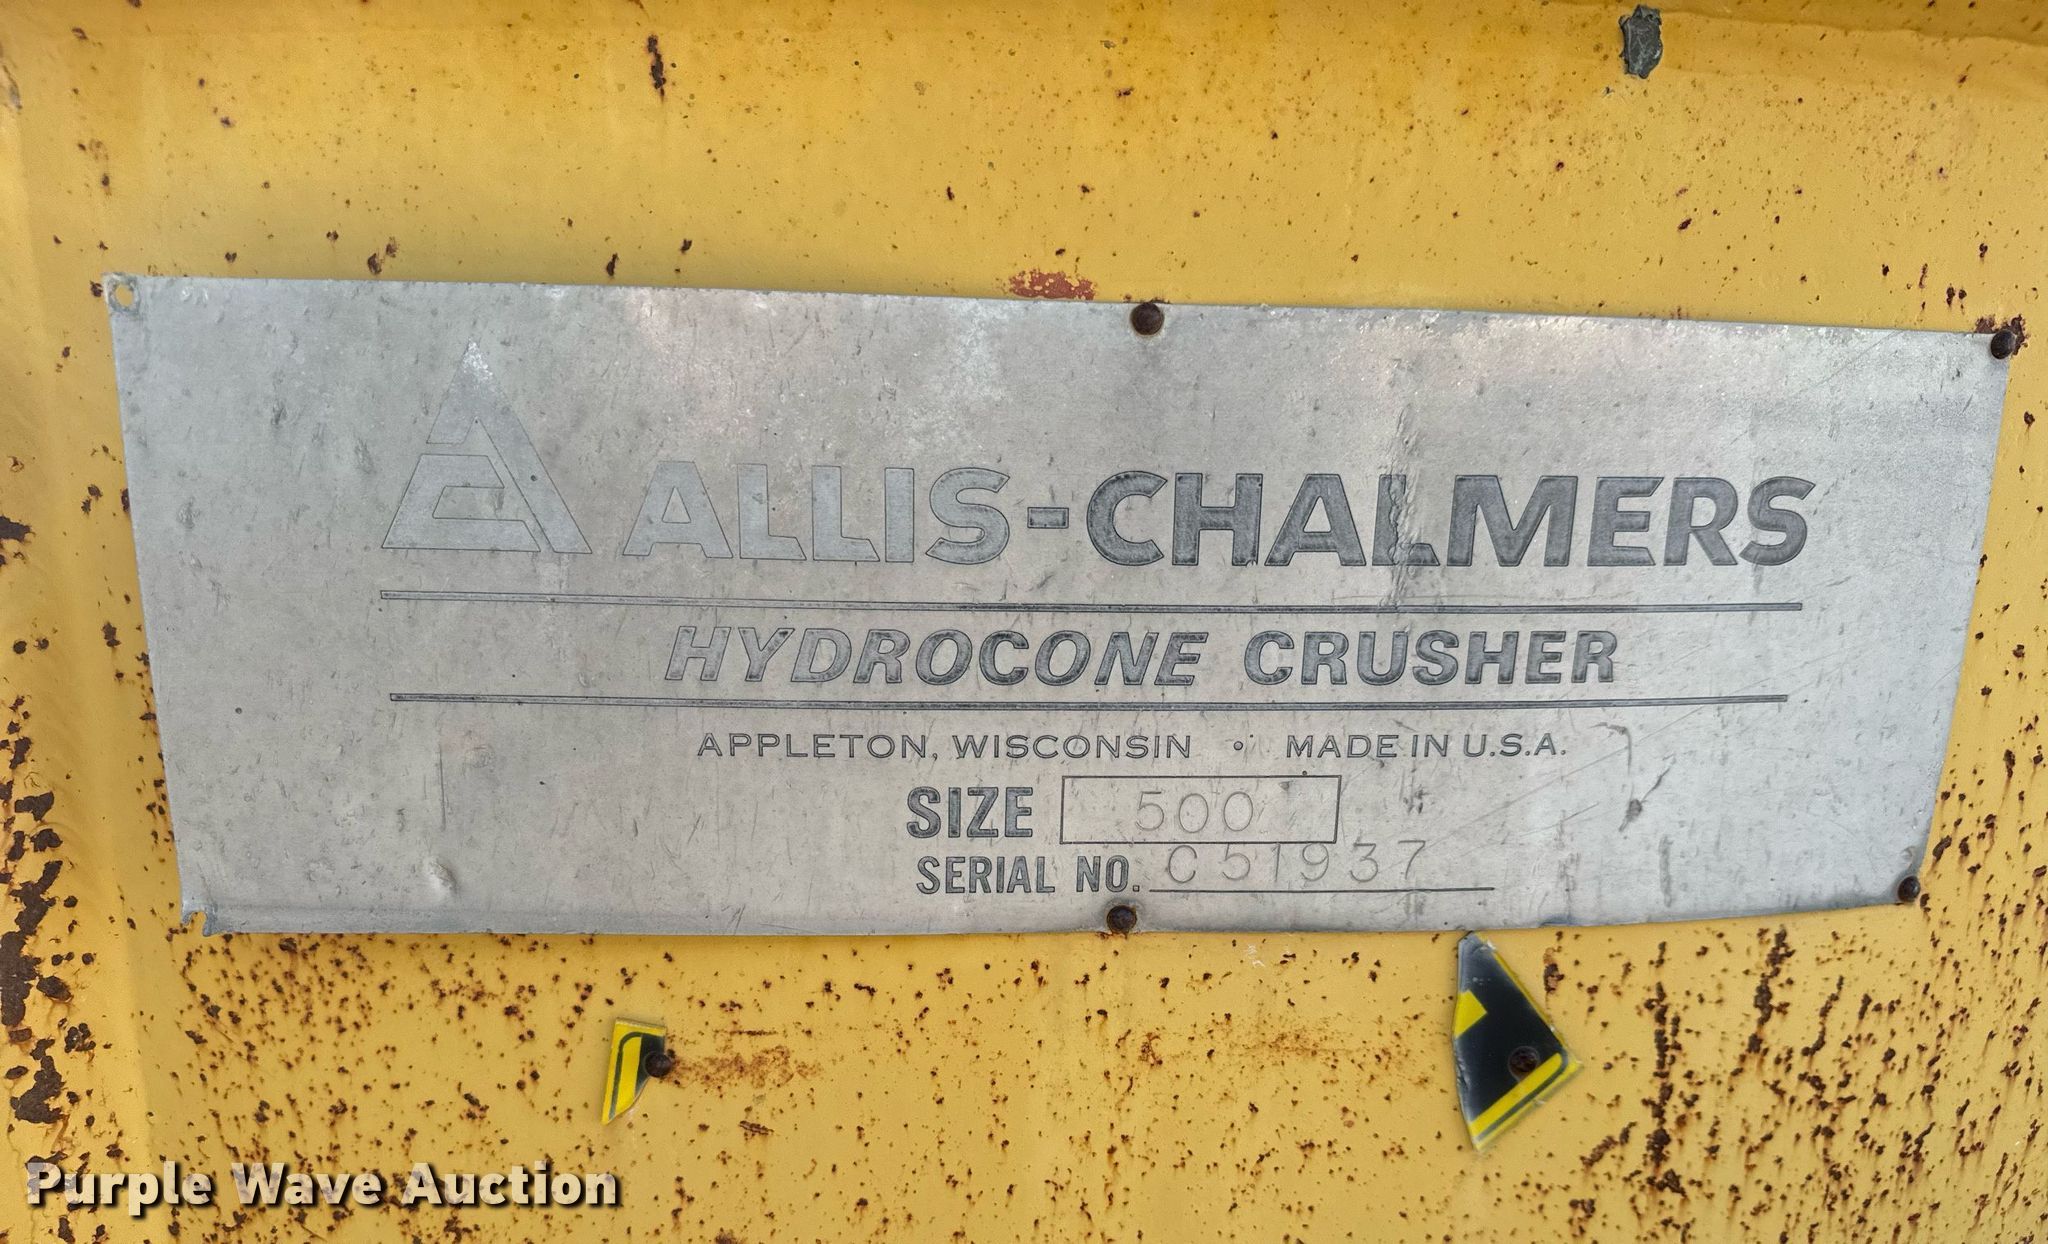 ALLIS-CHALMERS
HYDROCONE CRUSHER
APPLETON, WISCONSIN • MADE IN U.S.A.
SIZE 500
SERIAL NO. C51937
Purple Wave Auction